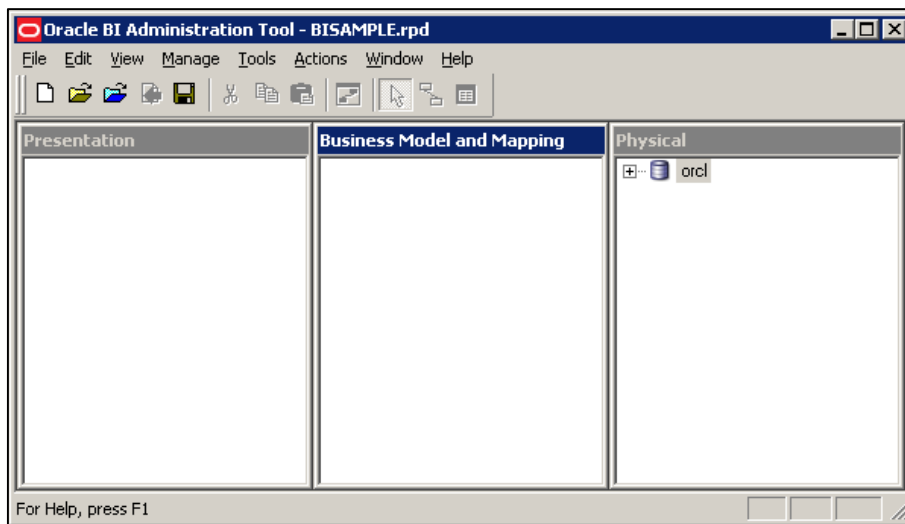 Oracle BI Administration Tool - BISAMPLE.rpd
File Edit View Manage Tools Actions Window Help
Presentation
Business Model and Mapping
Physical
orcl
For Help, press F1